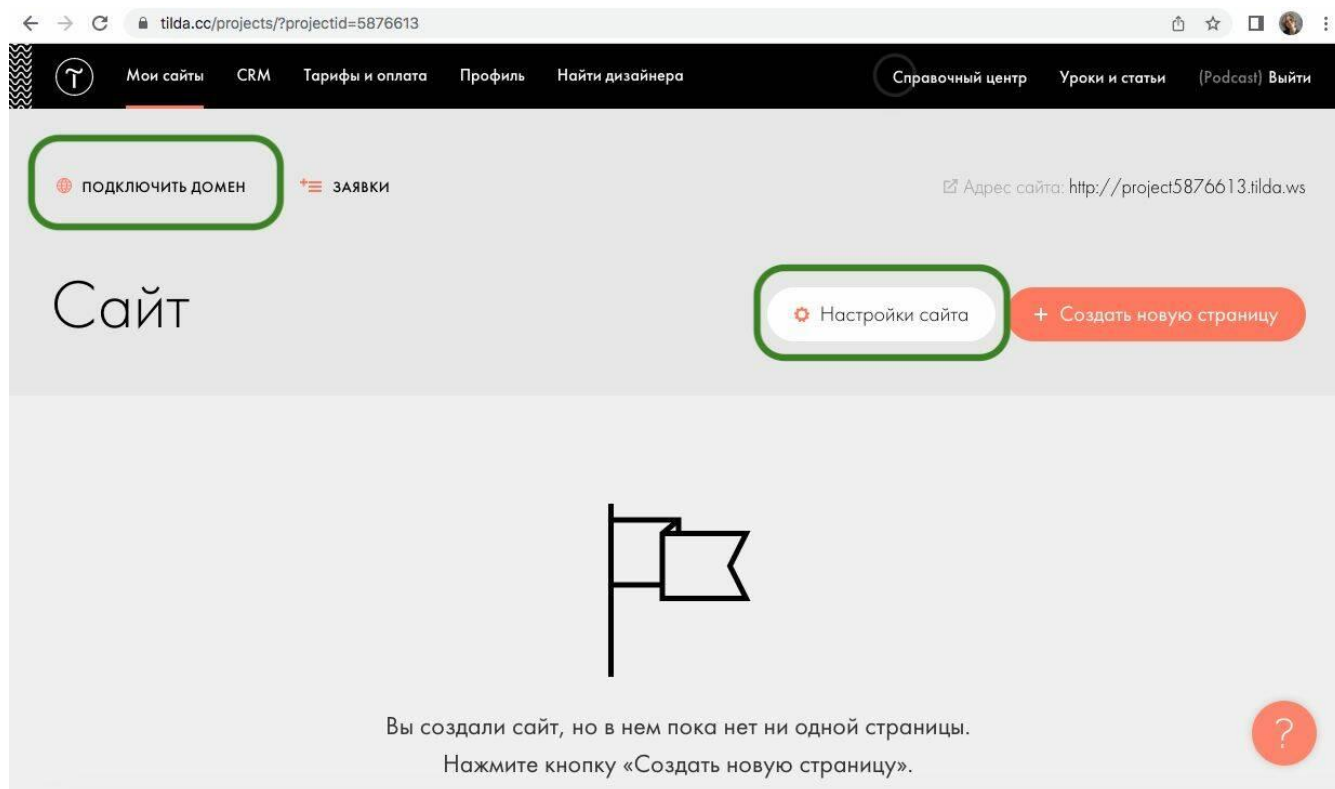 tilda.cc/projects/?projectid=5876613
Мои сайты CRM Тарифы и оплата Профиль Найти дизайнера Справочный центр Уроки и статьи (Podcast) Выйти
ПОДКЛЮЧИТЬ ДОМЕН ЗАЯВКИ Адрес сайта: http://project5876613.tilda.ws
Сайт
Настройки сайта + Создать новую страницу
Вы создали сайт, но в нем пока нет ни одной страницы.
Нажмите кнопку «Создать новую страницу».
?